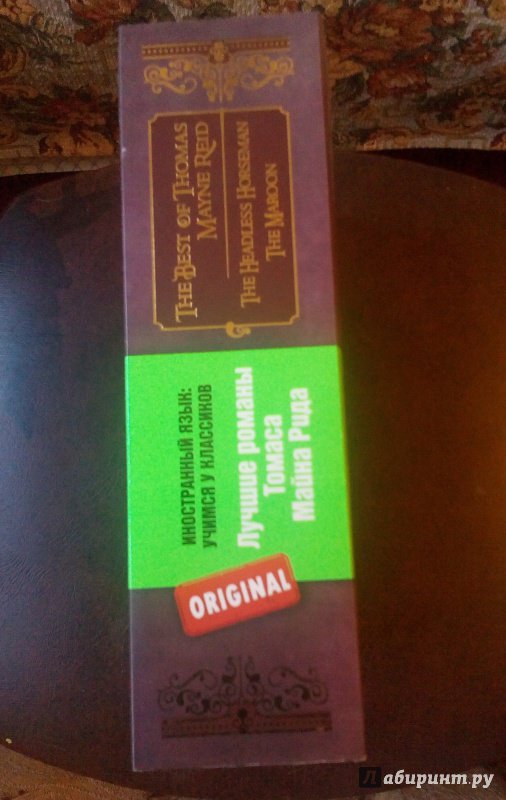 The Best of Thomas
Mayne Reid
The Headless Horseman
The Maroon
ИНОСТРАННЫЙ ЯЗЫК:
УЧИМСЯ У КЛАССИКОВ
Лучшие романы
Томаса
Майна Рида
ORIGINAL
Лабиринт.ру